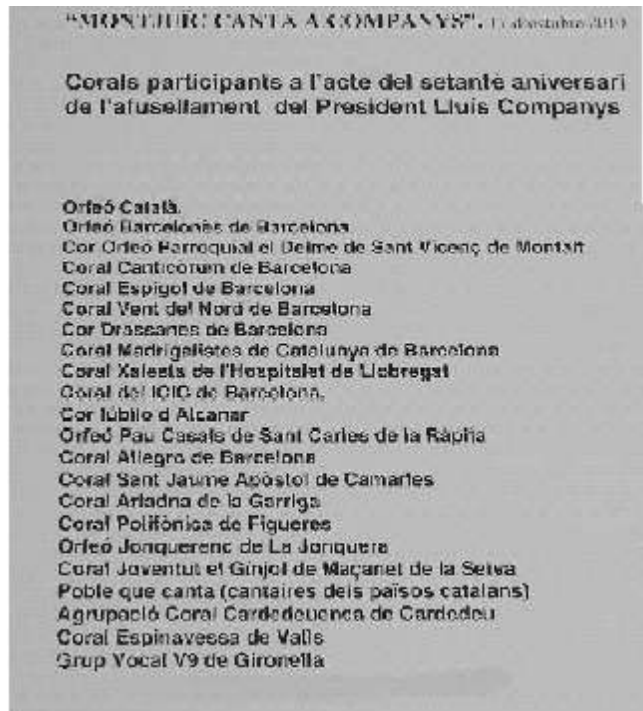 "MONTJUÏC CANTA A COMPANYS". d'octubre 2010
Corals participants a l'acte del setantè aniversari
de l'afusellament del President Lluís Companys
Orfeó Català.
Orfeó Barcelonès de Barcelona
Cor Orfeó Parroquial el Delme de Sant Vicenç de Montalt
Coral Canticorum de Barcelona
Coral Espigol de Barcelona
Coral Vent del Nord de Barcelona
Cor Drassanes de Barcelona
Coral Madrigalistes de Catalunya de Barcelona
Coral Xalesta de l'Hospitalet de Llobregat
Coral del ICIC de Barcelona.
Cor Iubilo d'Alcanar
Orfeó Pau Casals de Sant Carles de la Ràpita
Coral Allegro de Barcelona
Coral Sant Jaume Apòstol de Camarles
Coral Ariadna de la Garriga
Coral Polifònica de Figueres
Orfeó Jonquerenc de La Jonquera
Coral Joventut el Ginjol de Maçanet de la Selva
Poble que canta (cantaires dels països catalans)
Agrupació Coral Cardedeuenca de Cardedeu
Coral Espinavessa de Valls
Grup Vocal V9 de Gironella